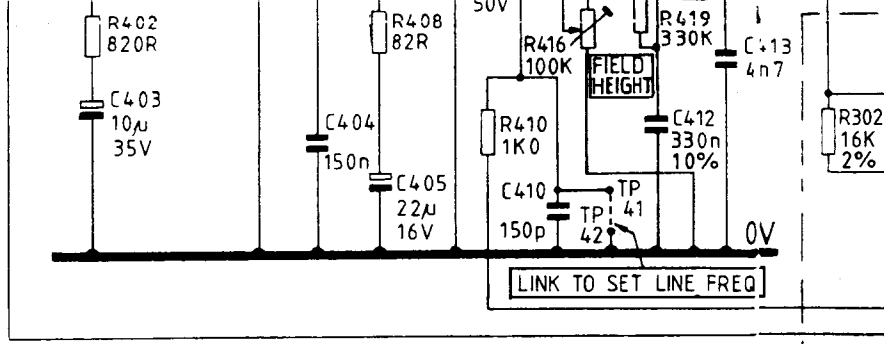 50V
R402
820R
R408
82R
R416
100K
R419
330K
C413
4n7
FIELD
HEIGHT
C403
10µ
35V
C404
150n
R410
1K0
C412
330n
10%
R302
16K
2%
C405
22µ
16V
C410
150p
TP
41
TP
42
0V
LINK TO SET LINE FREQ